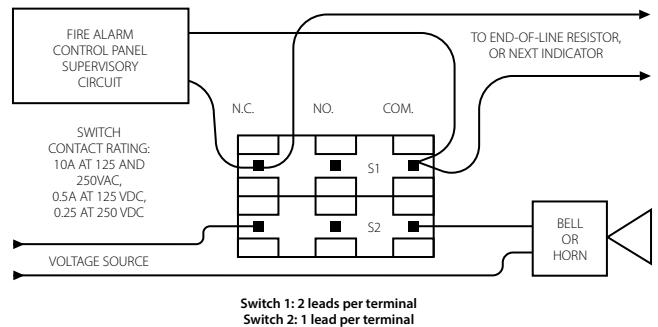 FIRE ALARM
CONTROL PANEL
SUPERVISORY
CIRCUIT
TO END-OF-LINE RESISTOR,
OR NEXT INDICATOR
N.C.
NO.
COM.
SWITCH
CONTACT RATING:
10A AT 125 AND
250VAC,
0.5A AT 125 VDC,
0.25 AT 250 VDC
S1
S2
BELL
OR
HORN
VOLTAGE SOURCE
Switch 1: 2 leads per terminal
Switch 2: 1 lead per terminal